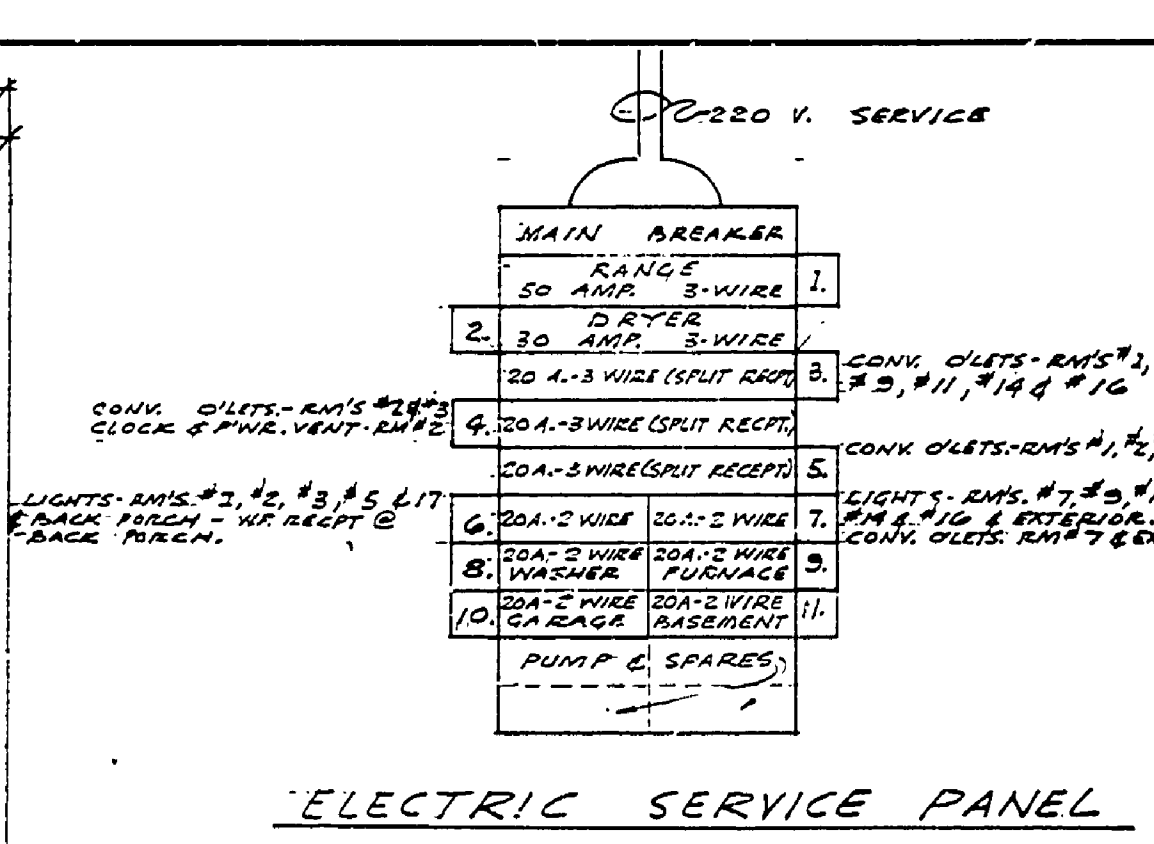 220 V. SERVICE
MAIN BREAKER
RANGE
50 AMP. 3-WIRE
1.
2.
DRYER
30 AMP. 3-WIRE
20 A.-3 WIRE (SPLIT RECPT)
3.
CONV. O'LETS-RM'S
#9, #11, #14 & #16
CONV. O'LETS.-RM'S #2 & #3
CLOCK & PWR. VENT-RM #2
4.
20 A.-3 WIRE (SPLIT RECPT.)
20 A.-3 WIRE (SPLIT RECEPT)
5.
CONV. O'LETS.-RM'S #1, #2,
LIGHTS-RM'S. #1, #2, #3, #5 & 17
& BACK PORCH - W.P. RECPT @
BACK PORCH.
6.
20A.-2 WIRE
20A.-2 WIRE
7.
LIGHTS-RM'S. #7, #9,
#14 & #16 & EXTERIOR.
CONV. O'LETS. RM #7 &
8.
20A-2 WIRE
WASHER
20A.-2 WIRE
FURNACE
9.
10.
20A-2 WIRE
GARAGE
20A-2 WIRE
BASEMENT
11.
PUMP & SPARES
ELECTRIC SERVICE PANEL